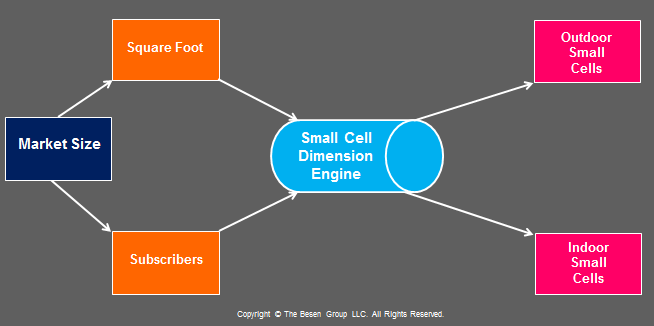 Square Foot
Outdoor
Small
Cells
Market Size
Small Cell
Dimension
Engine
Subscribers
Indoor
Small
Cells
Copyright © The Besen Group LLC. All Rights Reserved.